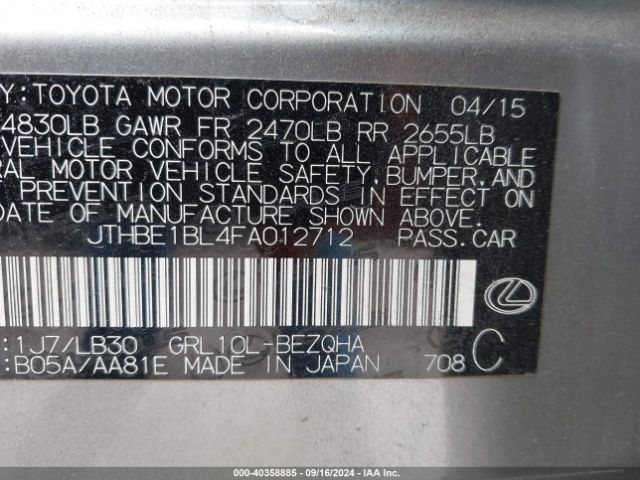 Y:TOYOTA MOTOR CORPORATION 04/15
4830LB GAWR FR 2470LB RR 2655LB
VEHICLE CONFORMS TO ALL APPLICABLE
RAL MOTOR VEHICLE SAFETY,BUMPER,AND
PREVENTION STANDARDS IN EFFECT ON
DATE OF MANUFACTURE SHOWN ABOVE.
JTHBE1BL4FA012712 PASS.CAR
:1J7/LB30 GRL10L-BEZQHA
:B05A/AA81E MADE IN JAPAN 708 C
000-40358885 - 09/16/2024 - IAA Inc.